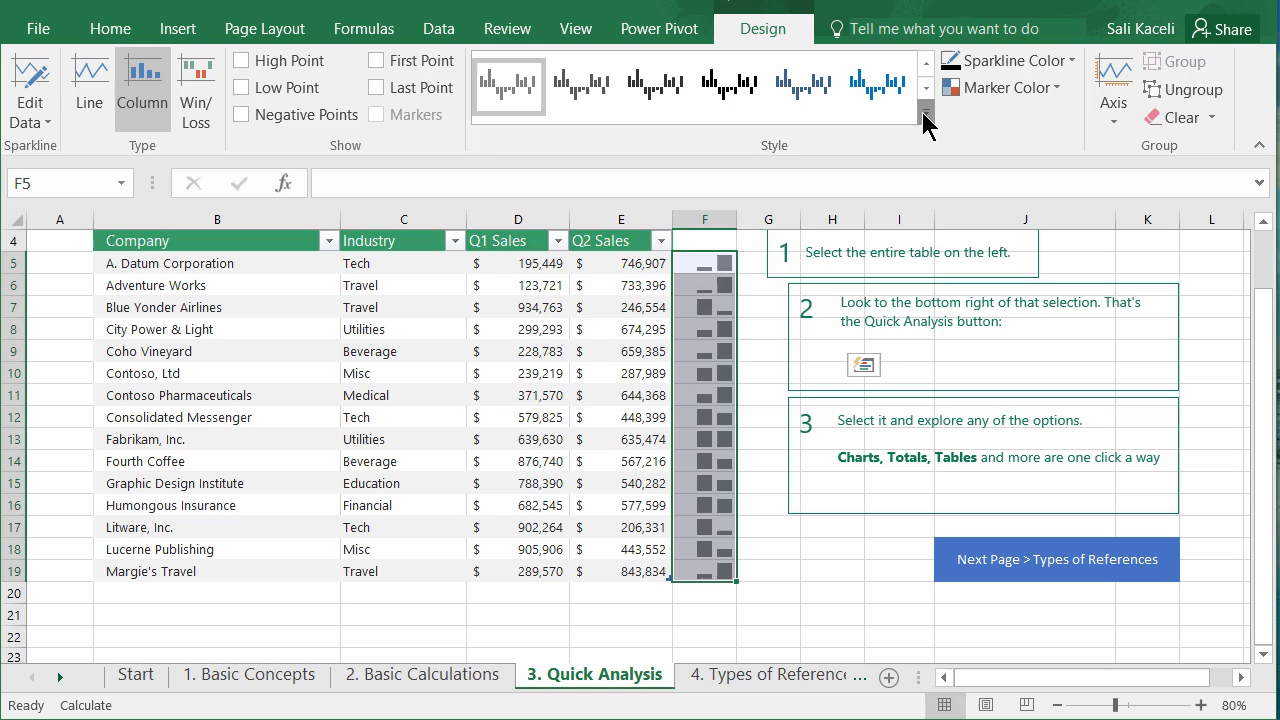 File Home Insert Page Layout Formulas Data Review View Power Pivot Design Tell me what you want to do Sali Kaceli Share
Edit Data
Line
Column
Win/ Loss
High Point
First Point
Low Point
Last Point
Negative Points
Markers
Sparkline Color
Marker Color
Axis
Group
Ungroup
Clear
Sparkline Type Show Style Group
F5 fx
A B C D E F G H I J K L
4 Company Industry Q1 Sales Q2 Sales
5 A. Datum Corporation Tech $ 195,449 $ 746,907
6 Adventure Works Travel $ 123,721 $ 733,396
7 Blue Yonder Airlines Travel $ 934,763 $ 246,554
8 City Power & Light Utilities $ 299,293 $ 674,295
9 Coho Vineyard Beverage $ 228,783 $ 659,385
10 Contoso, Ltd Misc $ 239,219 $ 287,989
11 Contoso Pharmaceuticals Medical $ 371,570 $ 644,368
12 Consolidated Messenger Tech $ 579,825 $ 448,399
13 Fabrikam, Inc. Utilities $ 639,630 $ 635,474
14 Fourth Coffee Beverage $ 876,740 $ 567,216
15 Graphic Design Institute Education $ 788,390 $ 540,282
16 Humongous Insurance Financial $ 682,545 $ 577,599
17 Litware, Inc. Tech $ 902,264 $ 206,331
18 Lucerne Publishing Misc $ 905,906 $ 443,552
19 Margie's Travel Travel $ 289,570 $ 843,834
20
21
22
23
1 Select the entire table on the left.
2 Look to the bottom right of that selection. That's
the Quick Analysis button:
3 Select it and explore any of the options.
Charts, Totals, Tables and more are one click a way
Next Page > Types of References
Start 1. Basic Concepts 2. Basic Calculations 3. Quick Analysis 4. Types of Reference ...
Ready Calculate 80%